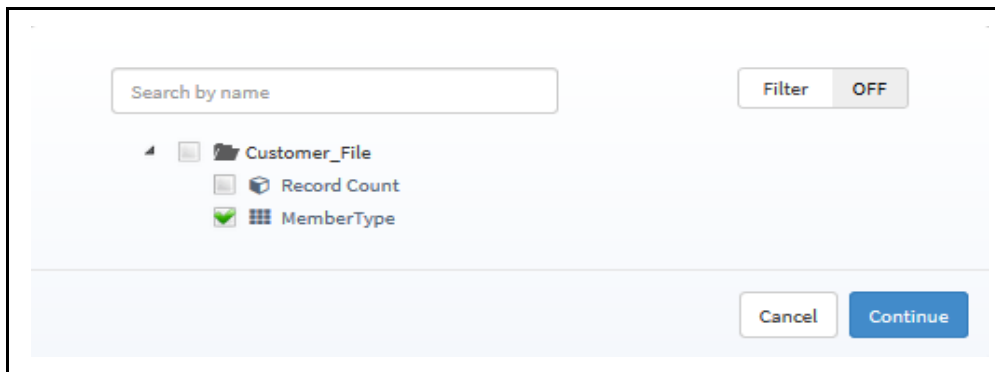 Search by name
Filter OFF
Customer_File
Record Count
MemberType
Cancel Continue